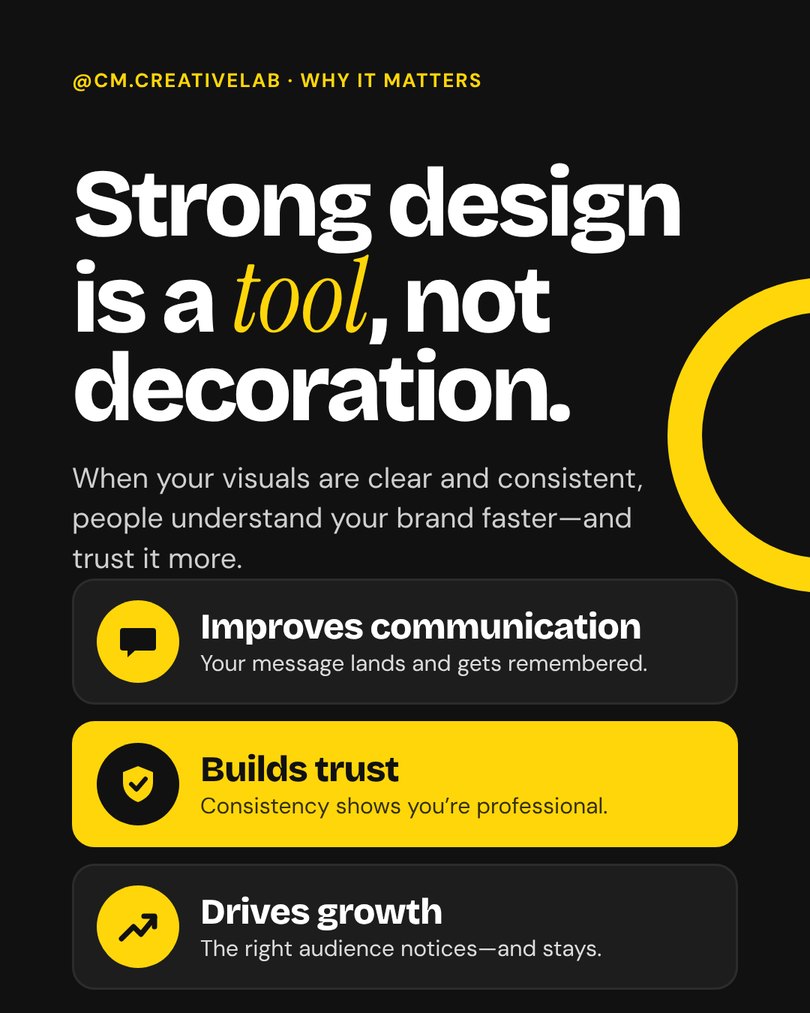 @CM.CREATIVELAB · WHY IT MATTERS
Strong design
is a tool, not
decoration.
When your visuals are clear and consistent,
people understand your brand faster—and
trust it more.
Improves communication
Your message lands and gets remembered.
Builds trust
Consistency shows you’re professional.
Drives growth
The right audience notices—and stays.